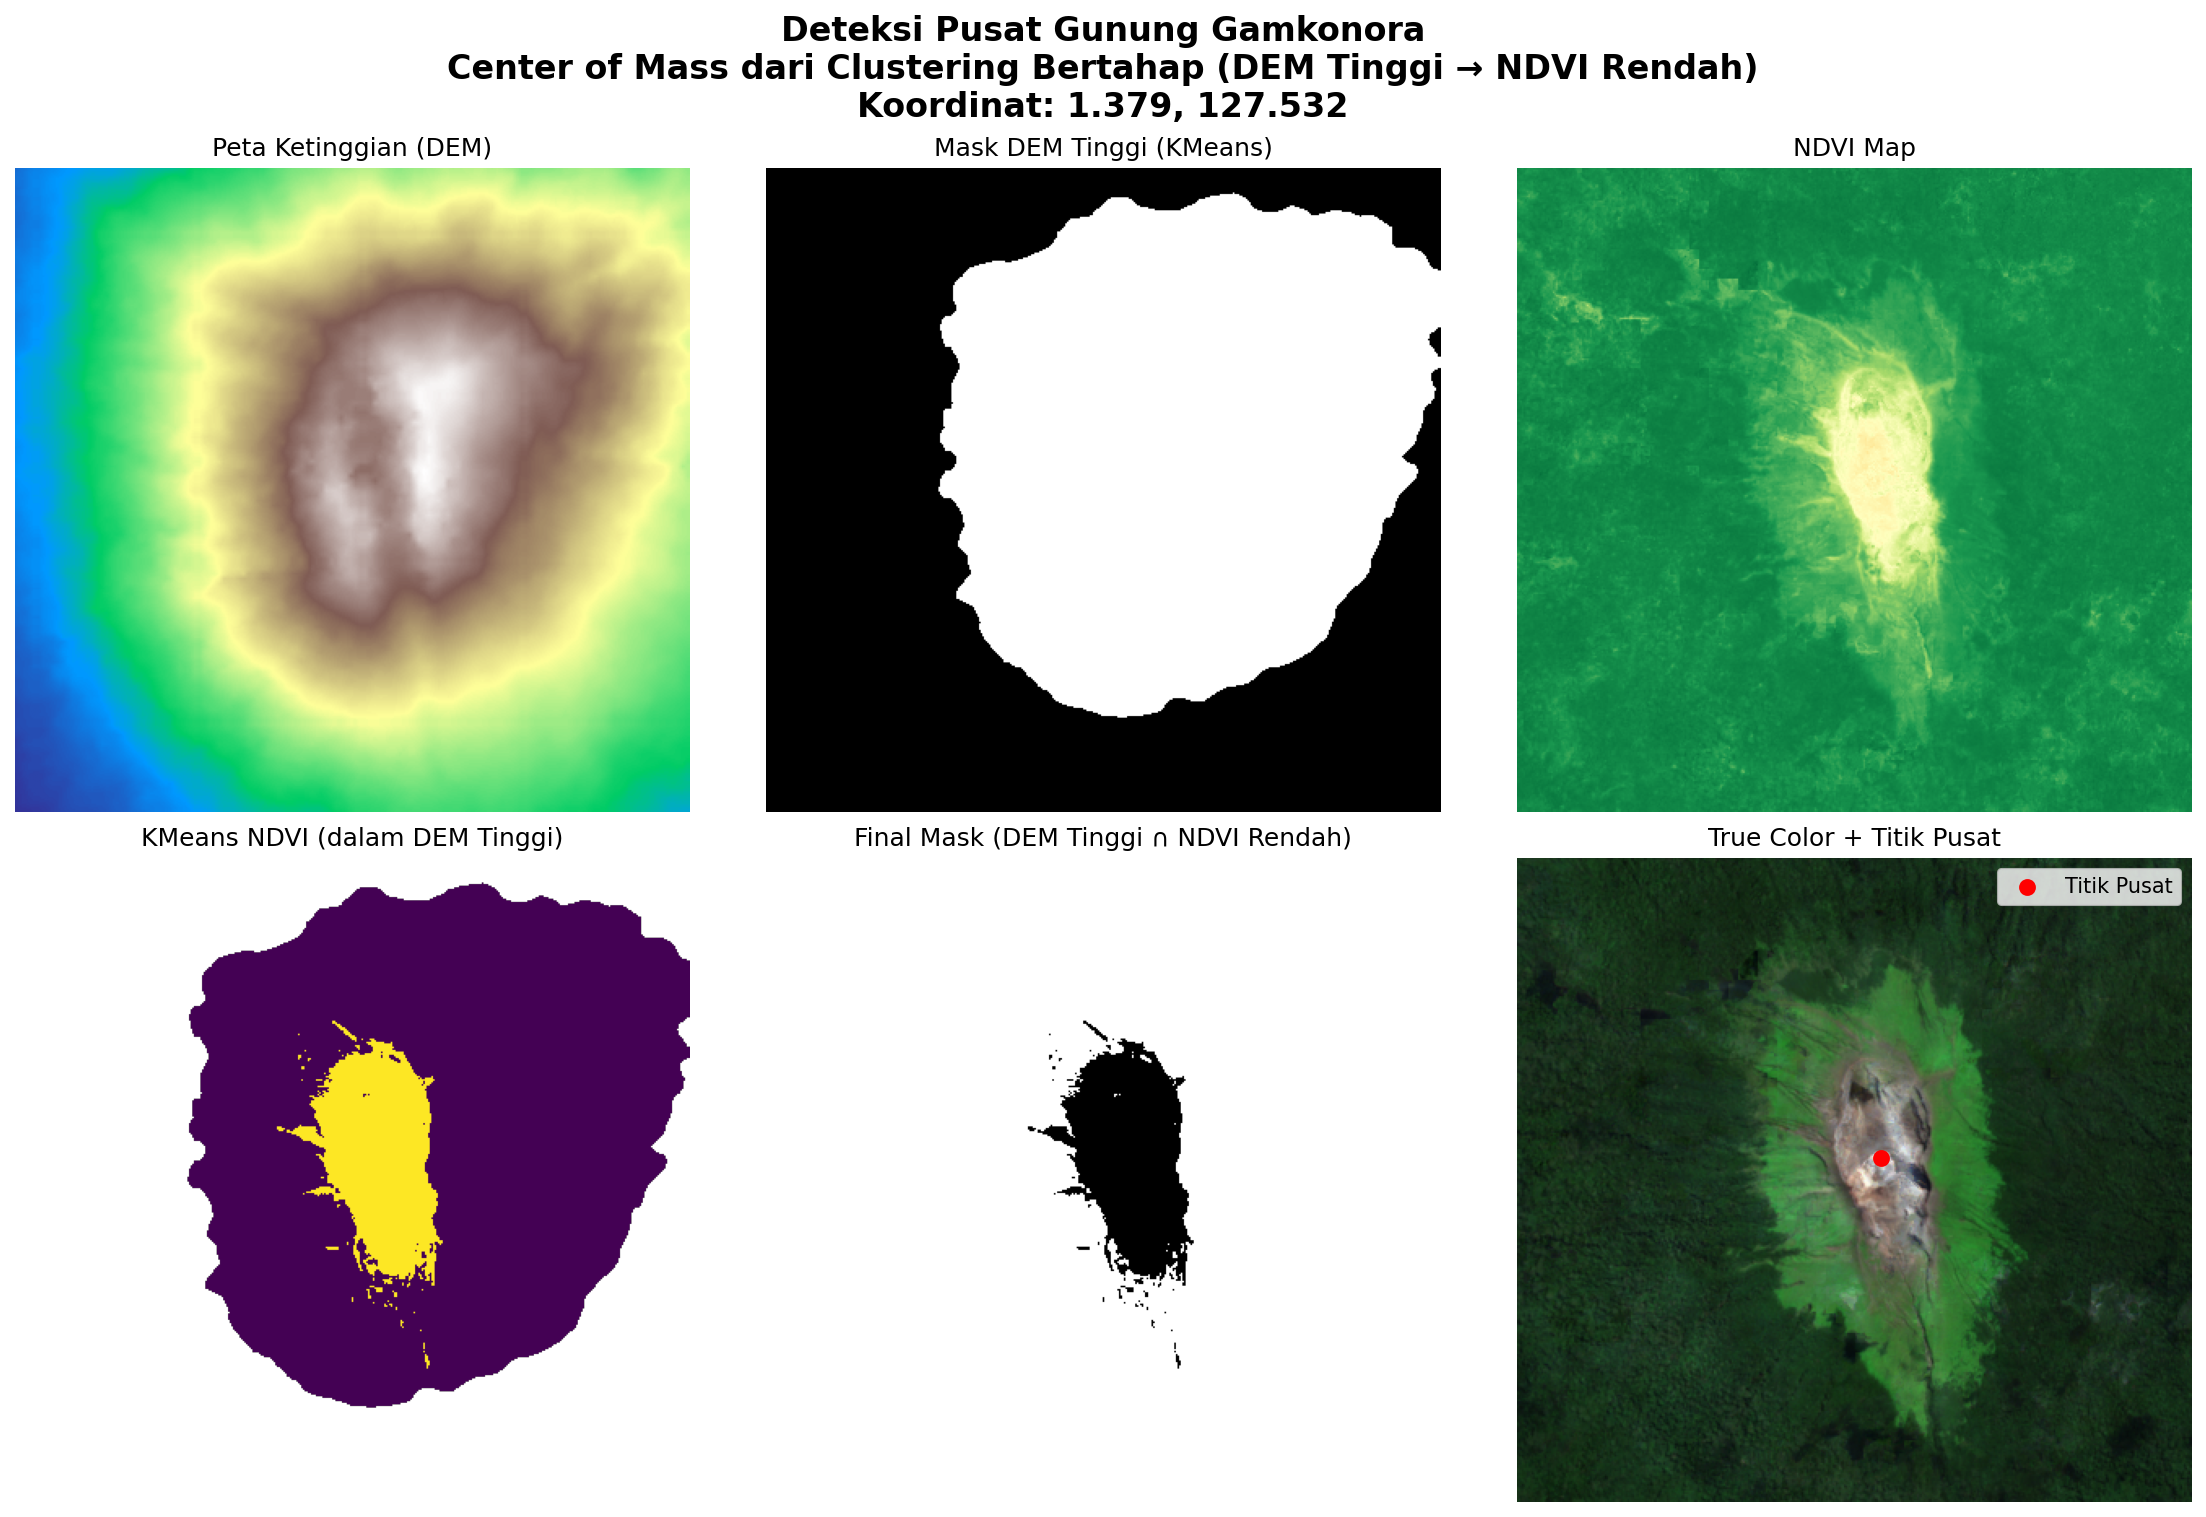 Deteksi Pusat Gunung Gamkonora
Center of Mass dari Clustering Bertahap (DEM Tinggi → NDVI Rendah)
Koordinat: 1.379, 127.532
Peta Ketinggian (DEM)
Mask DEM Tinggi (KMeans)
NDVI Map
KMeans NDVI (dalam DEM Tinggi)
Final Mask (DEM Tinggi ∩ NDVI Rendah)
True Color + Titik Pusat
Titik Pusat